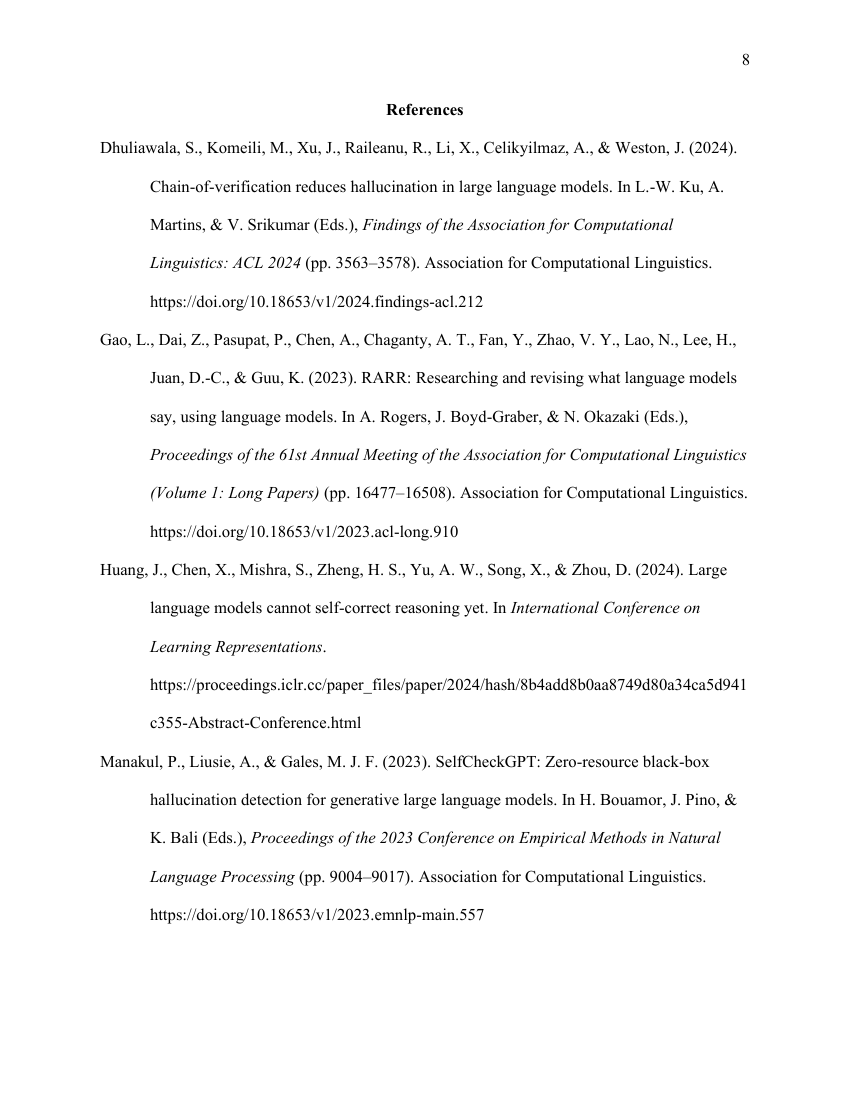 8
References
Dhuliawala, S., Komeili, M., Xu, J., Raileanu, R., Li, X., Celikyilmaz, A., & Weston, J. (2024).
Chain-of-verification reduces hallucination in large language models. In L.-W. Ku, A.
Martins, & V. Srikumar (Eds.), Findings of the Association for Computational
Linguistics: ACL 2024 (pp. 3563–3578). Association for Computational Linguistics.
https://doi.org/10.18653/v1/2024.findings-acl.212
Gao, L., Dai, Z., Pasupat, P., Chen, A., Chaganty, A. T., Fan, Y., Zhao, V. Y., Lao, N., Lee, H.,
Juan, D.-C., & Guu, K. (2023). RARR: Researching and revising what language models
say, using language models. In A. Rogers, J. Boyd-Graber, & N. Okazaki (Eds.),
Proceedings of the 61st Annual Meeting of the Association for Computational Linguistics
(Volume 1: Long Papers) (pp. 16477–16508). Association for Computational Linguistics.
https://doi.org/10.18653/v1/2023.acl-long.910
Huang, J., Chen, X., Mishra, S., Zheng, H. S., Yu, A. W., Song, X., & Zhou, D. (2024). Large
language models cannot self-correct reasoning yet. In International Conference on
Learning Representations.
https://proceedings.iclr.cc/paper_files/paper/2024/hash/8b4add8b0aa8749d80a34ca5d941
c355-Abstract-Conference.html
Manakul, P., Liusie, A., & Gales, M. J. F. (2023). SelfCheckGPT: Zero-resource black-box
hallucination detection for generative large language models. In H. Bouamor, J. Pino, &
K. Bali (Eds.), Proceedings of the 2023 Conference on Empirical Methods in Natural
Language Processing (pp. 9004–9017). Association for Computational Linguistics.
https://doi.org/10.18653/v1/2023.emnlp-main.557